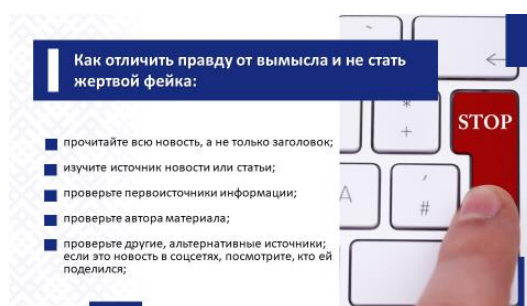 Как отличить правду от вымысла и не стать
жертвой фейка:
прочитайте всю новость, а не только заголовок;
изучите источник новости или статьи;
проверьте первоисточники информации;
проверьте автора материала;
проверьте другие, альтернативные источники;
если это новость в соцсетях, посмотрите, кто ей
поделился;
←
*
+
STOP
A
#